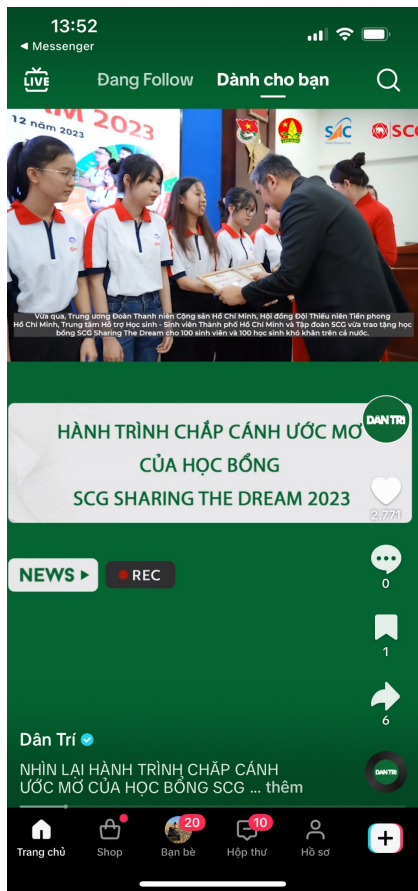 13:52
◀ Messenger
LIVE
Đang Follow
Dành cho bạn
12 năm 2023
2023
SAC
SCG
Vừa qua, Trung ương Đoàn Thanh niên Cộng sản Hồ Chí Minh, Hội đồng Đội Thiếu niên Tiền phong
Hồ Chí Minh, Trung tâm Hỗ trợ Học sinh - Sinh viên Thành phố Hồ Chí Minh và Tập đoàn SCG vừa trao tặng học
bổng SCG Sharing The Dream cho 100 sinh viên và 100 học sinh khó khăn trên cả nước.
DANTRI
HÀNH TRÌNH CHẮP CÁNH ƯỚC MƠ
CỦA HỌC BỔNG
SCG SHARING THE DREAM 2023
2.771
0
NEWS
REC
1
6
Dân Trí
NHÌN LẠI HÀNH TRÌNH CHẮP CÁNH
ƯỚC MƠ CỦA HỌC BỔNG SCG ... thêm
DANTRI
20
10
Trang chủ
Shop
Bạn bè
Hộp thư
Hồ sơ